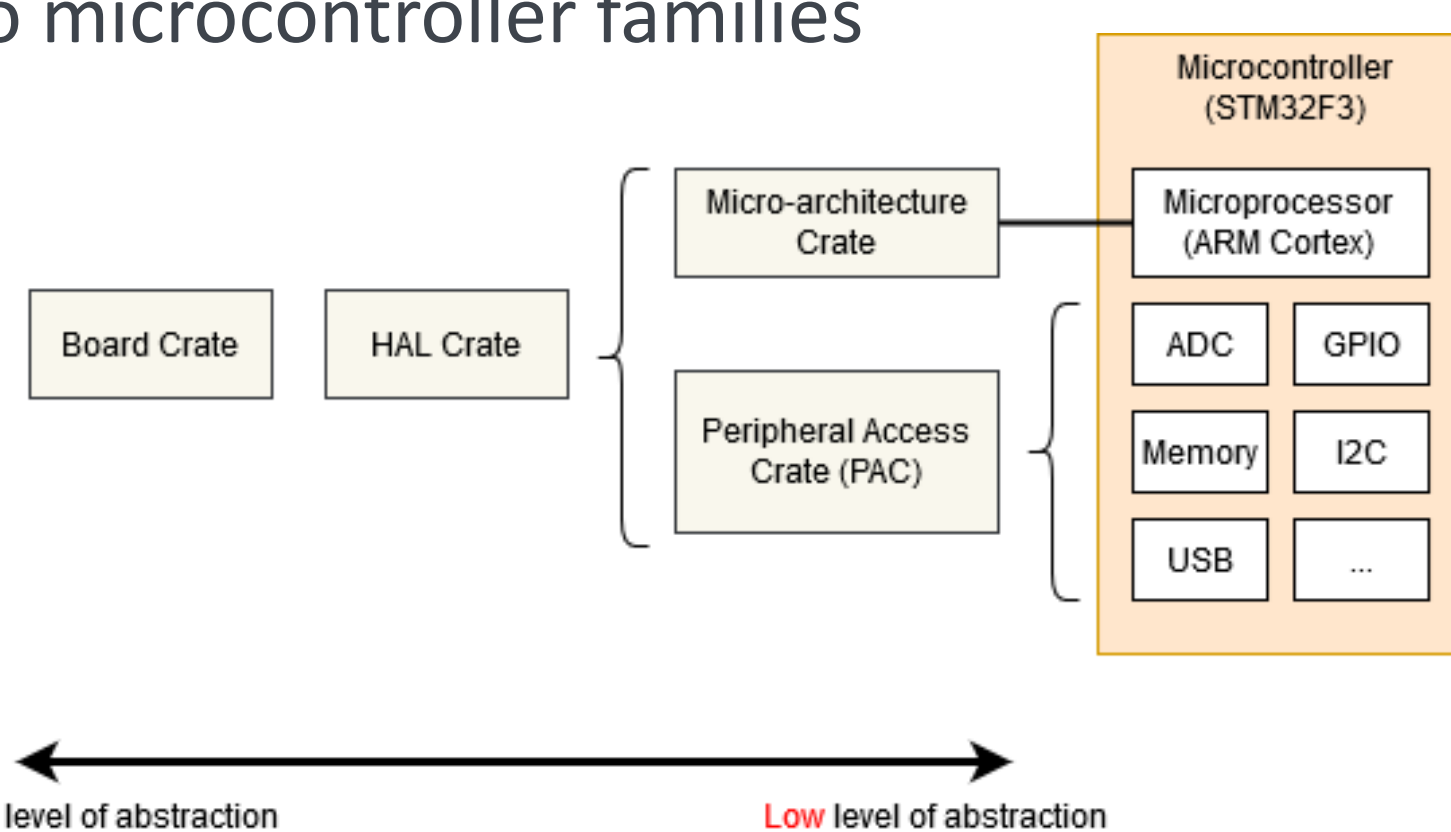 o microcontroller families
Microcontroller
(STM32F3)
Micro-architecture
Crate
Microprocessor
(ARM Cortex)
Board Crate
HAL Crate
ADC
GPIO
Peripheral Access
Crate (PAC)
Memory
I2C
USB
...
level of abstraction
Low level of abstraction